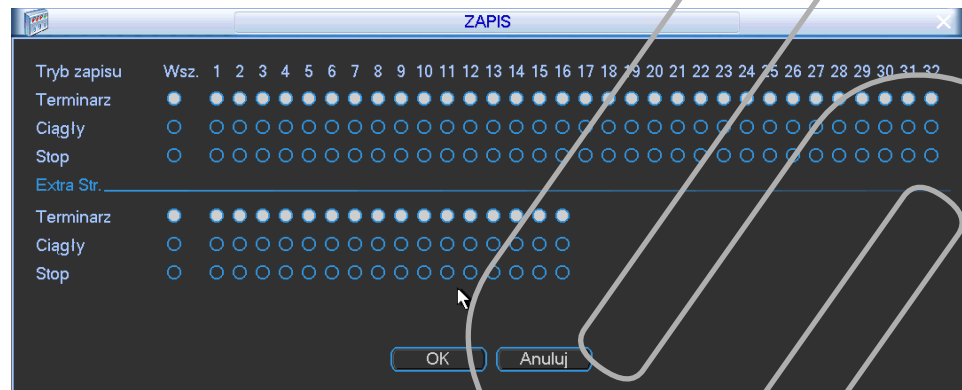 ZAPIS
Tryb zapisu Wsz. 1 2 3 4 5 6 7 8 9 10 11 12 13 14 15 16 17 18 19 20 21 22 23 24 25 26 27 28 29 30 31 32
Terminarz
Ciągły
Stop
Extra Str.
Terminarz
Ciągły
Stop
OK Anuluj